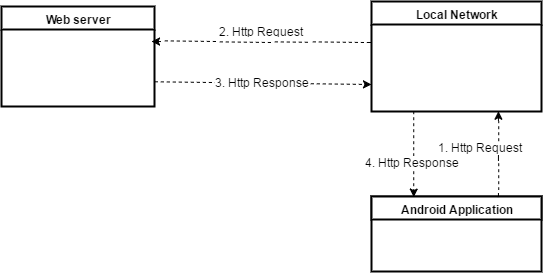 Web server
Local Network
2. Http Request
3. Http Response
1. Http Request
4. Http Response
Android Application